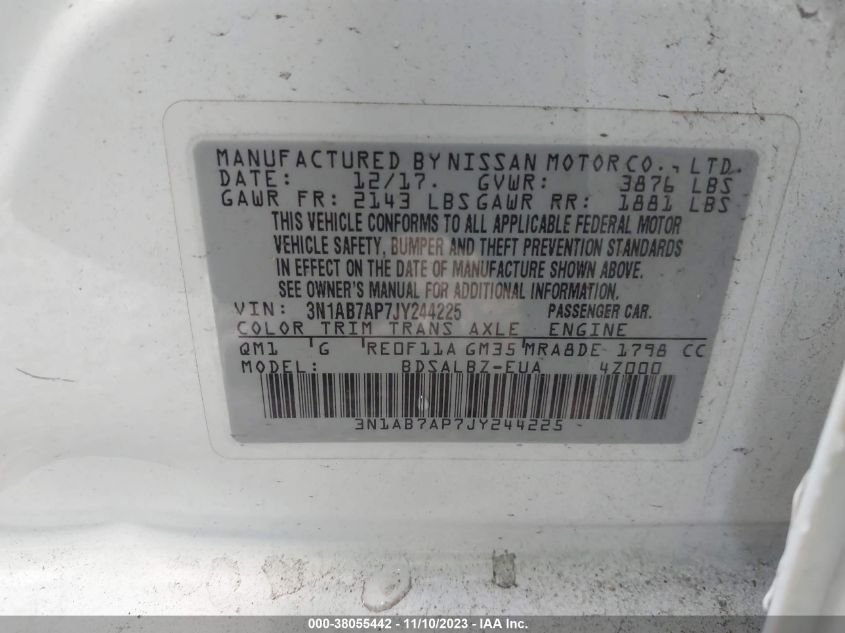 MANUFACTURED BY NISSAN MOTOR CO., LTD.
DATE: 12/17. GVWR: 3876 LBS
GAWR FR: 2143 LBS GAWR RR: 1881 LBS
THIS VEHICLE CONFORMS TO ALL APPLICABLE FEDERAL MOTOR
VEHICLE SAFETY, BUMPER AND THEFT PREVENTION STANDARDS
IN EFFECT ON THE DATE OF MANUFACTURE SHOWN ABOVE.
SEE OWNER'S MANUAL FOR ADDITIONAL INFORMATION.
VIN: 3N1AB7AP7JY244225 PASSENGER CAR.
COLOR TRIM TRANS AXLE ENGINE
QM1 G RE0F11A GM35 MRA8DE 1798 CC
MODEL: BDSALBZ-EUA 4Z000
3N1AB7AP7JY244225
000-38055442 - 11/10/2023 - IAA Inc.